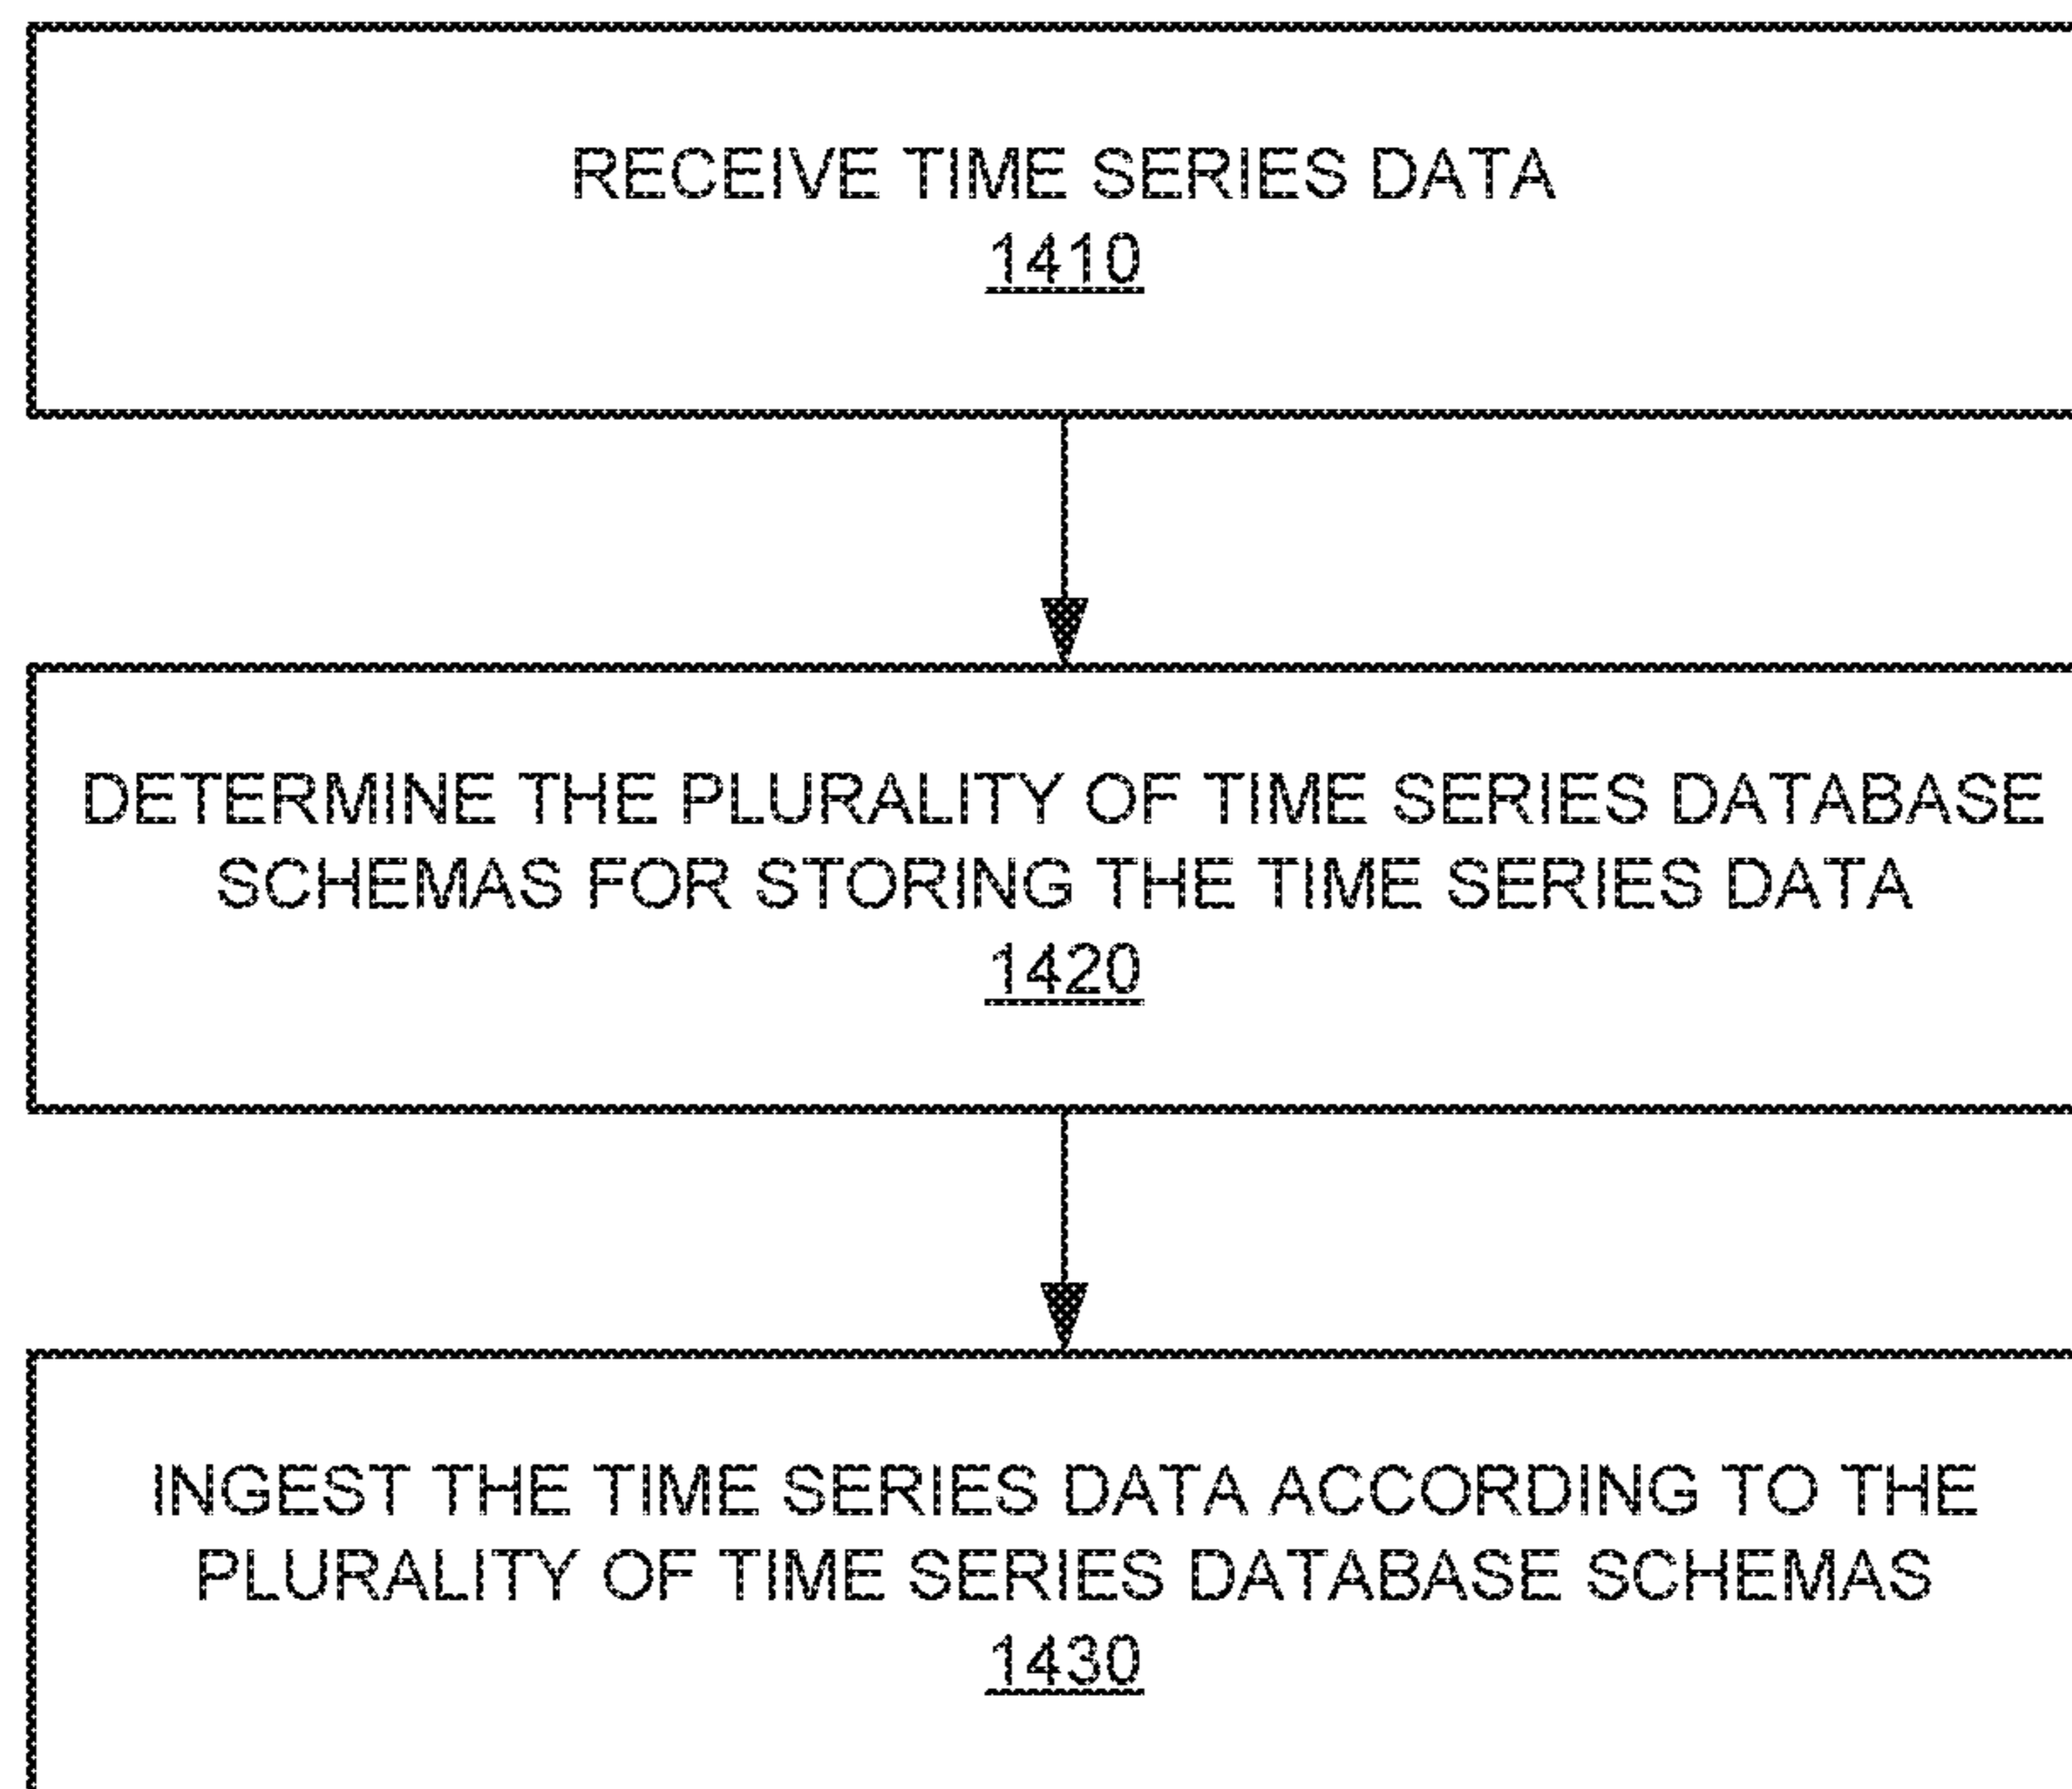 RECEIVE TIME SERIES DATA
1410
DETERMINE THE PLURALITY OF TIME SERIES DATABASE
SCHEMAS FOR STORING THE TIME SERIES DATA
1420
INGEST THE TIME SERIES DATA ACCORDING TO THE
PLURALITY OF TIME SERIES DATABASE SCHEMAS
1430